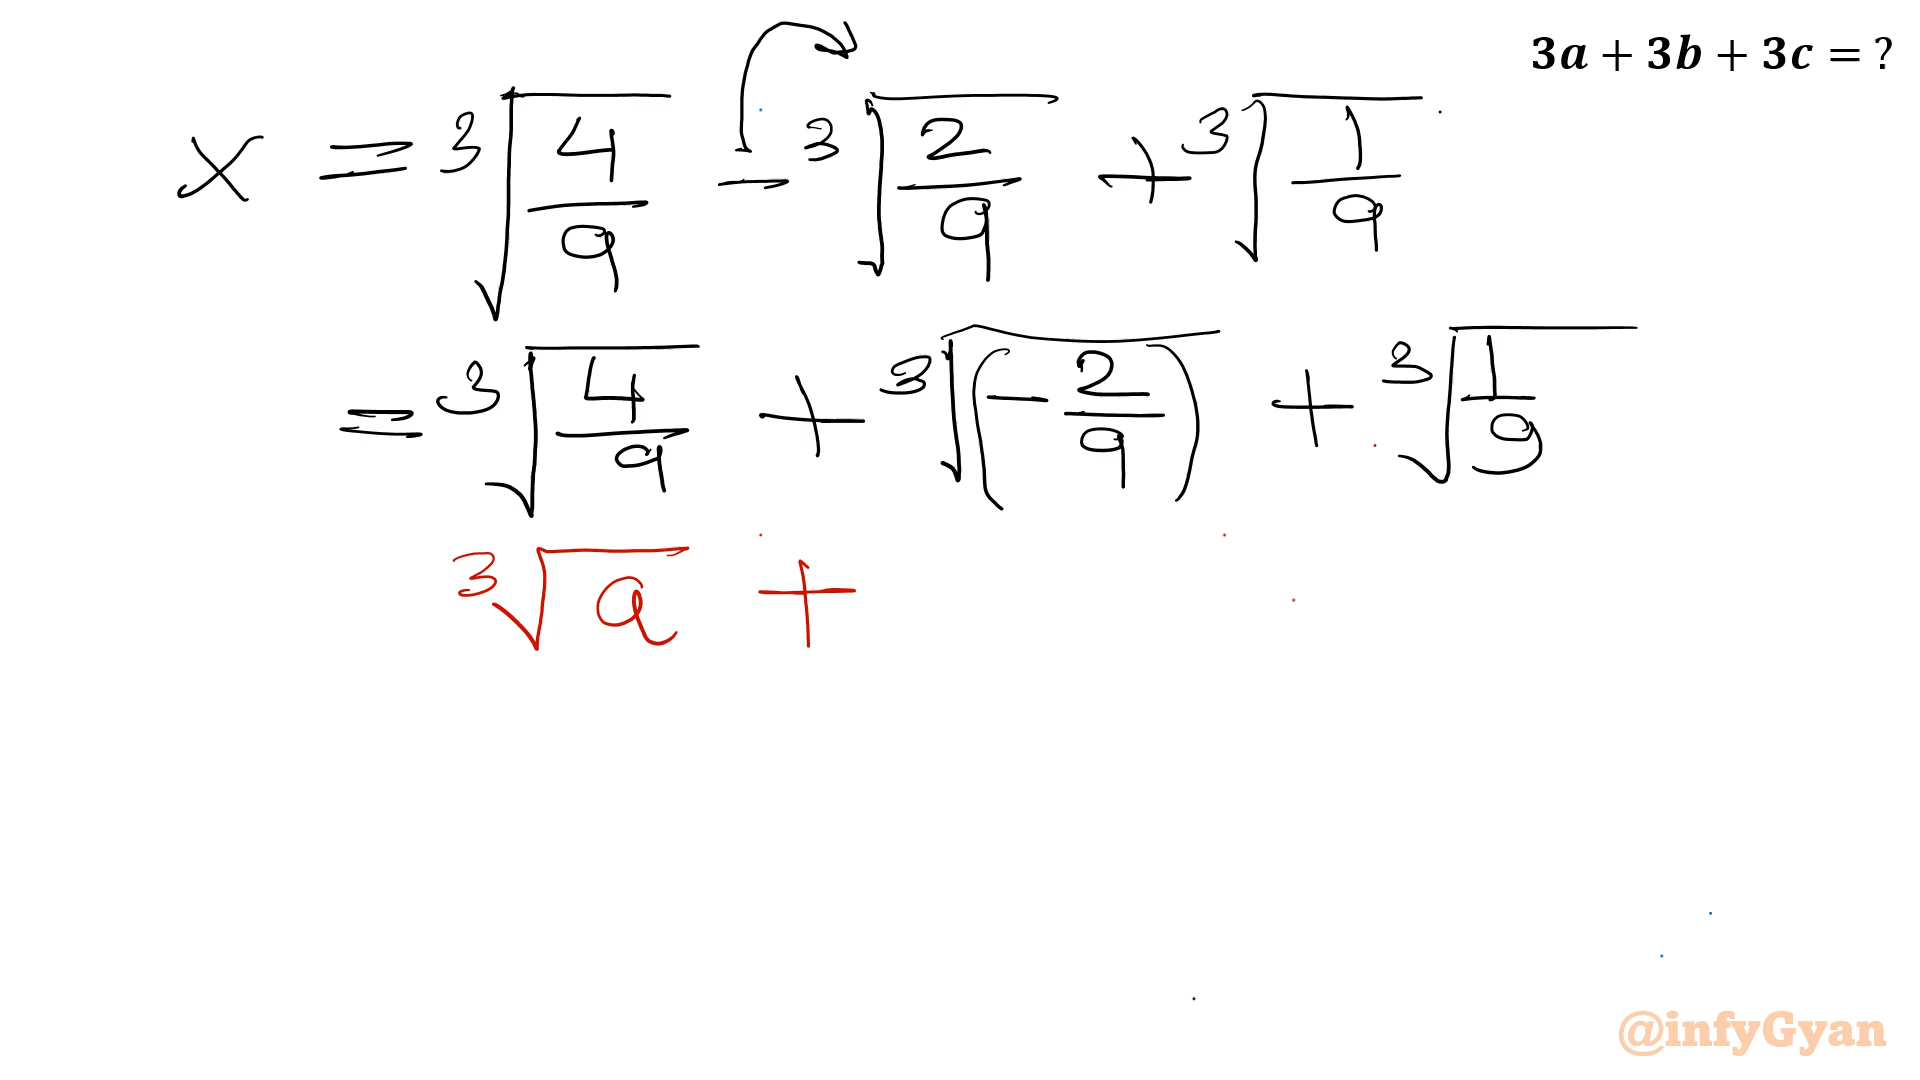 3a + 3b + 3c = ?
x = ∛(4/9) − ∛(2/9) + ∛(1/9)
= ∛(4/9) + ∛(−2/9) + ∛(1/9)
∛a +
@infyGyan